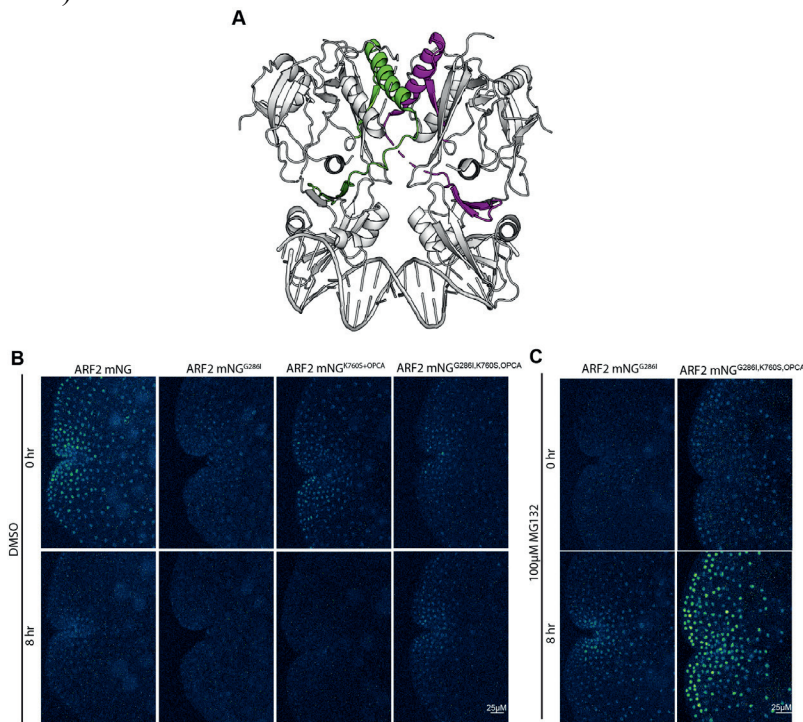 A
B
ARF2 mNG
ARF2 mNG^G286I
ARF2 mNG^K760S+OPCA
ARF2 mNG^G286I,K760S,OPCA
DMSO
0 hr
8 hr
25µM
C
ARF2 mNG^G286I
ARF2 mNG^G286I,K760S,OPCA
100µM MG132
0 hr
8 hr
25µM